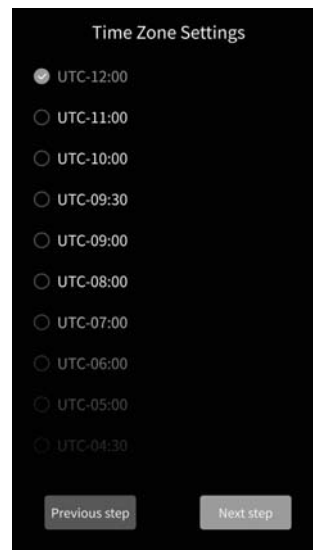 Time Zone Settings
UTC-12:00
UTC-11:00
UTC-10:00
UTC-09:30
UTC-09:00
UTC-08:00
UTC-07:00
UTC-06:00
UTC-05:00
UTC-04:30
Previous step
Next step